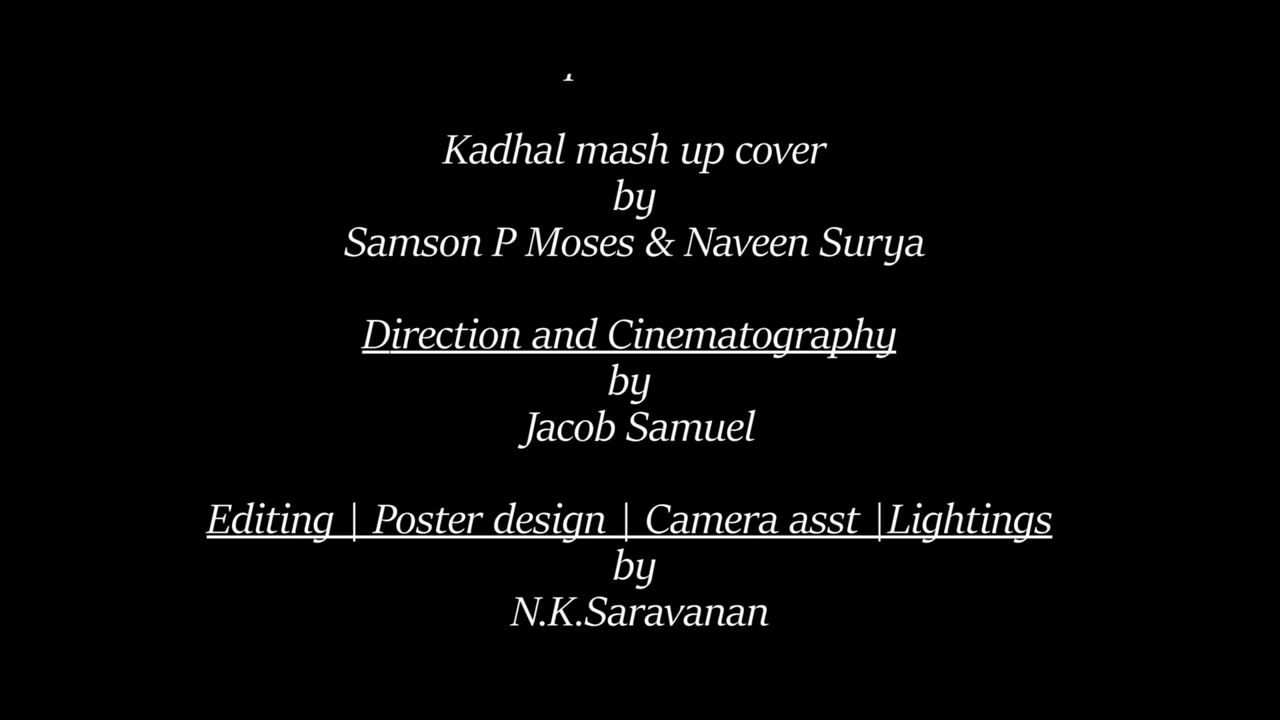 Kadhal mash up cover
by
Samson P Moses & Naveen Surya
Direction and Cinematography
by
Jacob Samuel
Editing | Poster design | Camera asst |Lightings
by
N.K.Saravanan